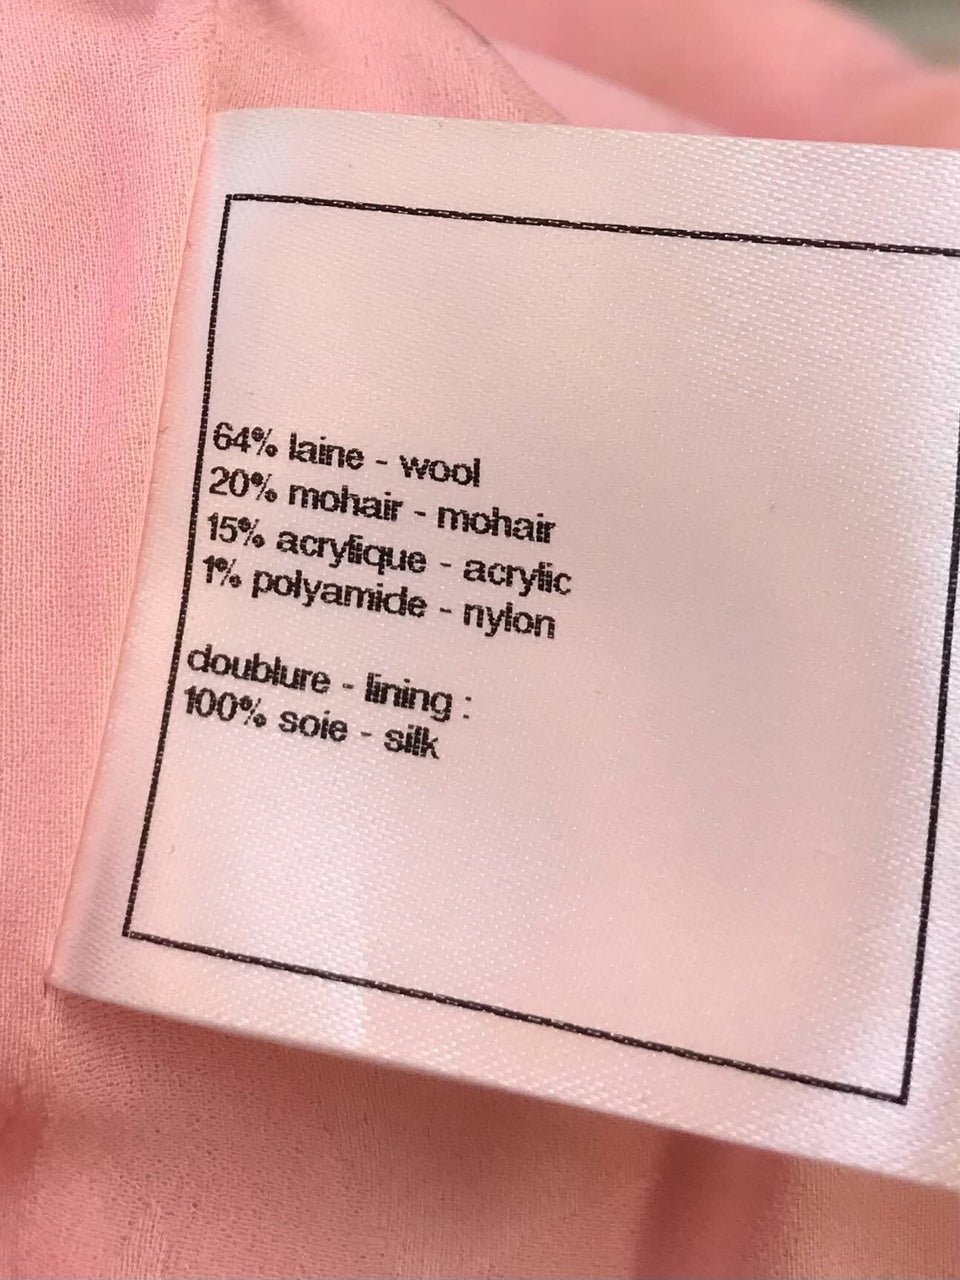 64% laine - wool
20% mohair - mohair
15% acrylique - acrylic
1% polyamide - nylon
doublure - lining :
100% soie - silk